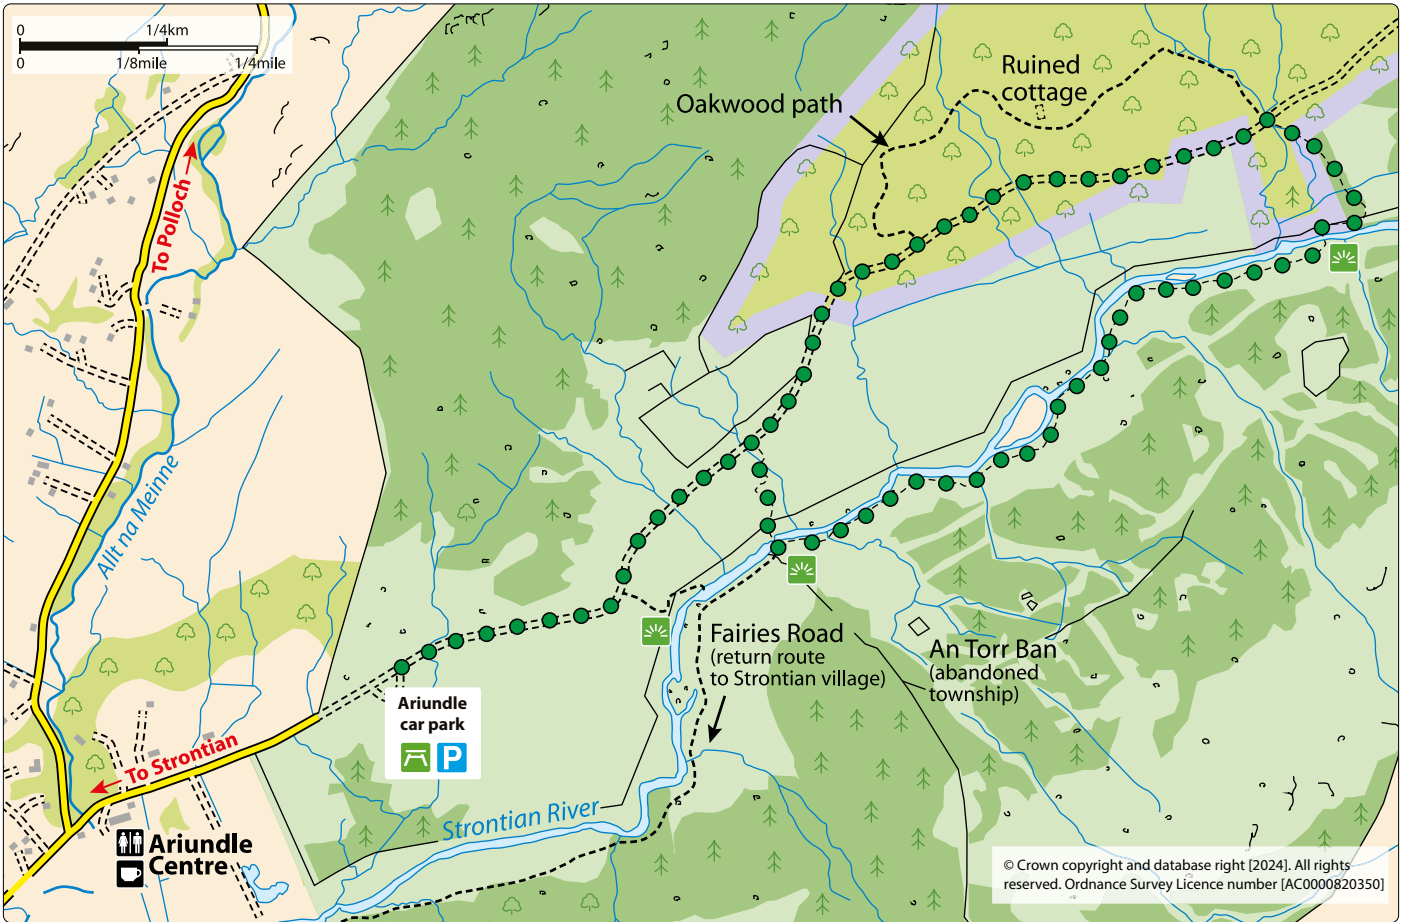 0
1/4km
0
1/8mile
1/4mile
To Polloch
Oakwood path
Ruined
cottage
Allt na Meinne
Fairies Road
(return route
to Strontian village)
An Torr Ban
(abandoned
township)
Ariundle
car park
P
To Strontian
Strontian River
Ariundle
Centre
© Crown copyright and database right [2024]. All rights
reserved. Ordnance Survey Licence number [AC0000820350]